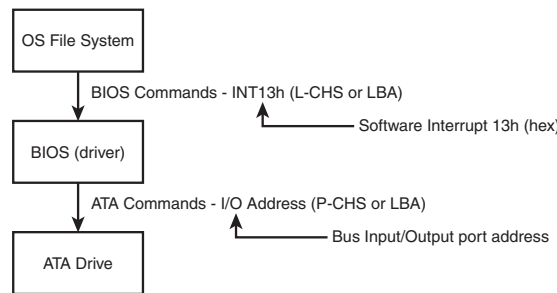 OS File System
BIOS Commands - INT13h (L-CHS or LBA)
Software Interrupt 13h (hex)
BIOS (driver)
ATA Commands - I/O Address (P-CHS or LBA)
Bus Input/Output port address
ATA Drive